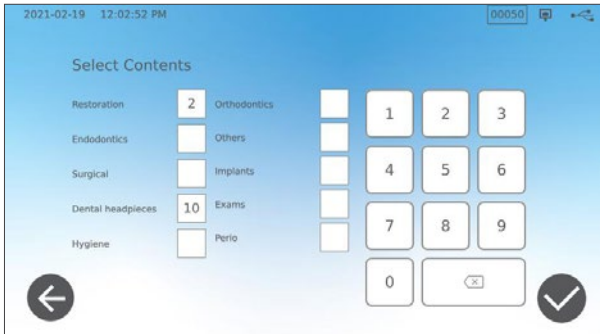 2021-02-19 12:02:52 PM 00050
Select Contents
Restoration 2 Orthodontics
Endodontics Others
Surgical Implants
Dental headpieces 10 Exams
Hygiene Perio
1 2 3
4 5 6
7 8 9
0